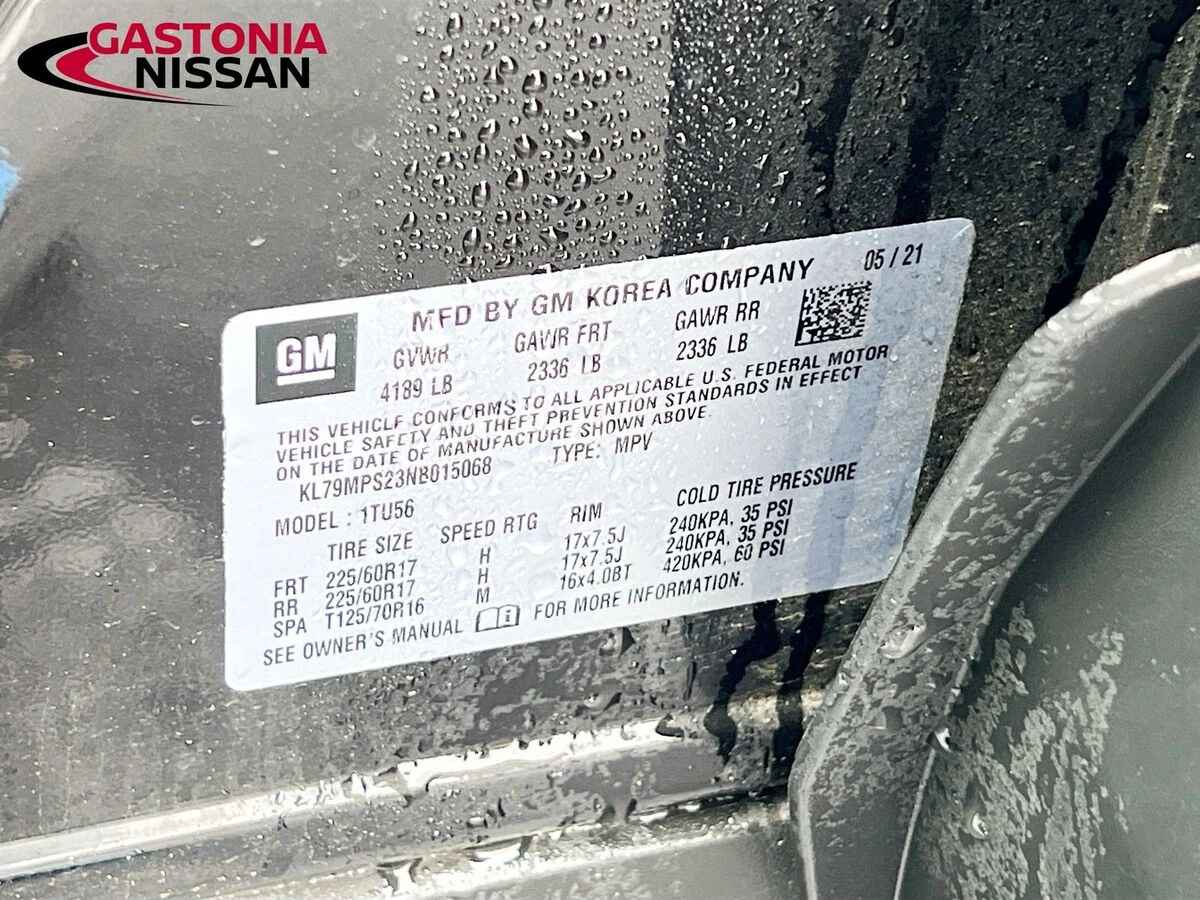 GASTONIA
NISSAN
MFD BY GM KOREA COMPANY 05 / 21
GM
GVWR GAWR FRT GAWR RR
4189 LB 2336 LB 2336 LB
THIS VEHICLE CONFORMS TO ALL APPLICABLE U.S. FEDERAL MOTOR
VEHICLE SAFETY AND THEFT PREVENTION STANDARDS IN EFFECT
ON THE DATE OF MANUFACTURE SHOWN ABOVE.
KL79MPS23NB015068 TYPE: MPV
MODEL : 1TU56
TIRE SIZE SPEED RTG RIM COLD TIRE PRESSURE
FRT 225/60R17 H 17x7.5J 240KPA, 35 PSI
RR 225/60R17 H 17x7.5J 240KPA, 35 PSI
SPA T125/70R16 M 16x4.0BT 420KPA, 60 PSI
SEE OWNER'S MANUAL FOR MORE INFORMATION.